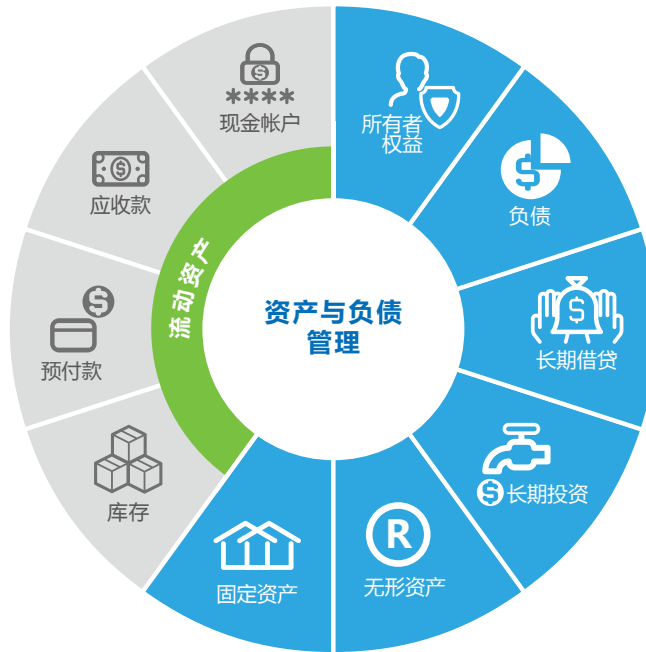 资产与负债
管理
流动资产
所有者
权益
负债
长期借贷
长期投资
R
无形资产
固定资产
库存
预付款
应收款
****
现金帐户